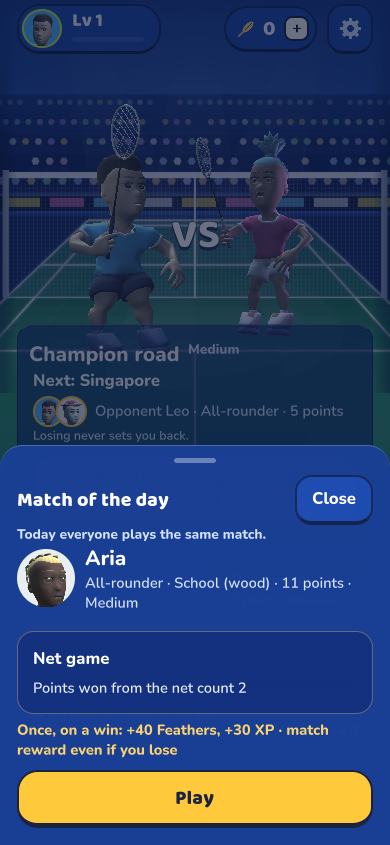 Lv 1
0
+
VS
Champion road Medium
Next: Singapore
Opponent Leo · All-rounder · 5 points
Losing never sets you back.
Match of the day
Close
Today everyone plays the same match.
Aria
All-rounder · School (wood) · 11 points ·
Medium
Net game
Points won from the net count 2
Once, on a win: +40 Feathers, +30 XP · match
reward even if you lose
Play